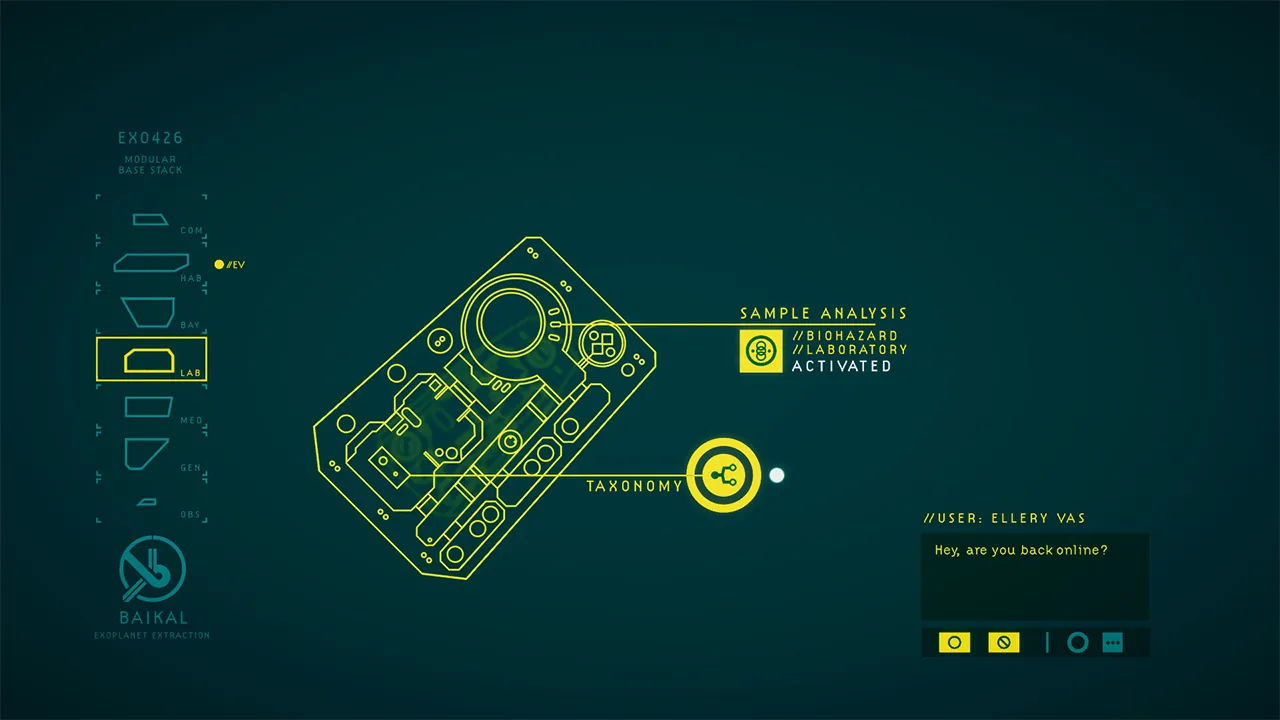 EXO426
MODULAR
BASE STACK
COM
HAB
//EV
BAY
LAB
MED
GEN
OBS
BAIKAL
EXOPLANET EXTRACTION
SAMPLE ANALYSIS
//BIOHAZARD
//LABORATORY
ACTIVATED
TAXONOMY
//USER: ELLERY VAS
Hey, are you back online?